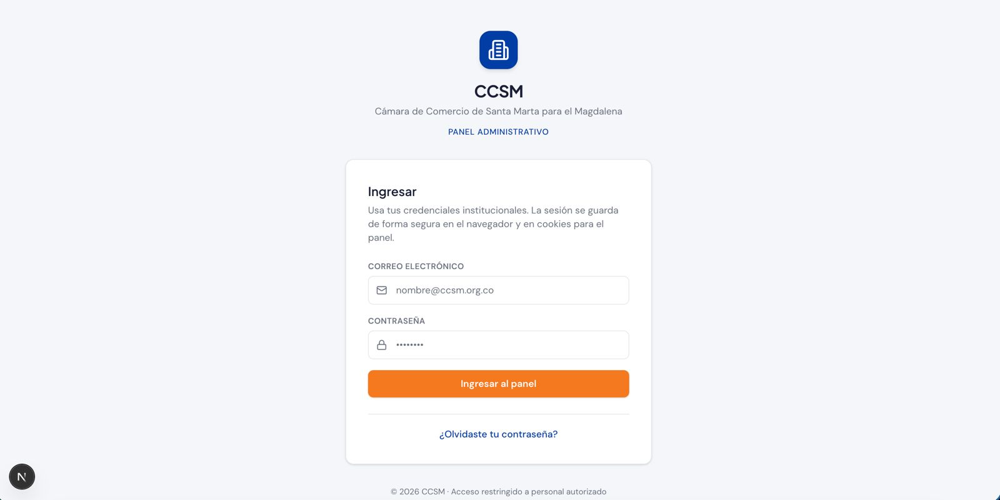 CCSM
Cámara de Comercio de Santa Marta para el Magdalena
PANEL ADMINISTRATIVO
Ingresar
Usa tus credenciales institucionales. La sesión se guarda
de forma segura en el navegador y en cookies para el
panel.
CORREO ELECTRÓNICO
nombre@ccsm.org.co
CONTRASEÑA
••••••••
Ingresar al panel
¿Olvidaste tu contraseña?
N
© 2026 CCSM · Acceso restringido a personal autorizado